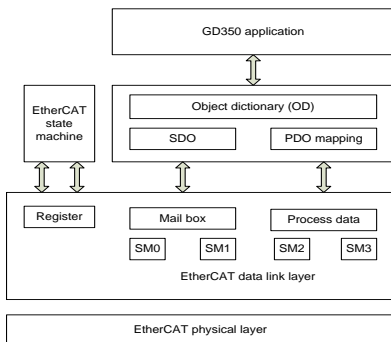 GD350 application
EtherCAT
state
machine
Object dictionary (OD)
SDO
PDO mapping
Register
Mail box
Process data
SM0
SM1
SM2
SM3
EtherCAT data link layer
EtherCAT physical layer